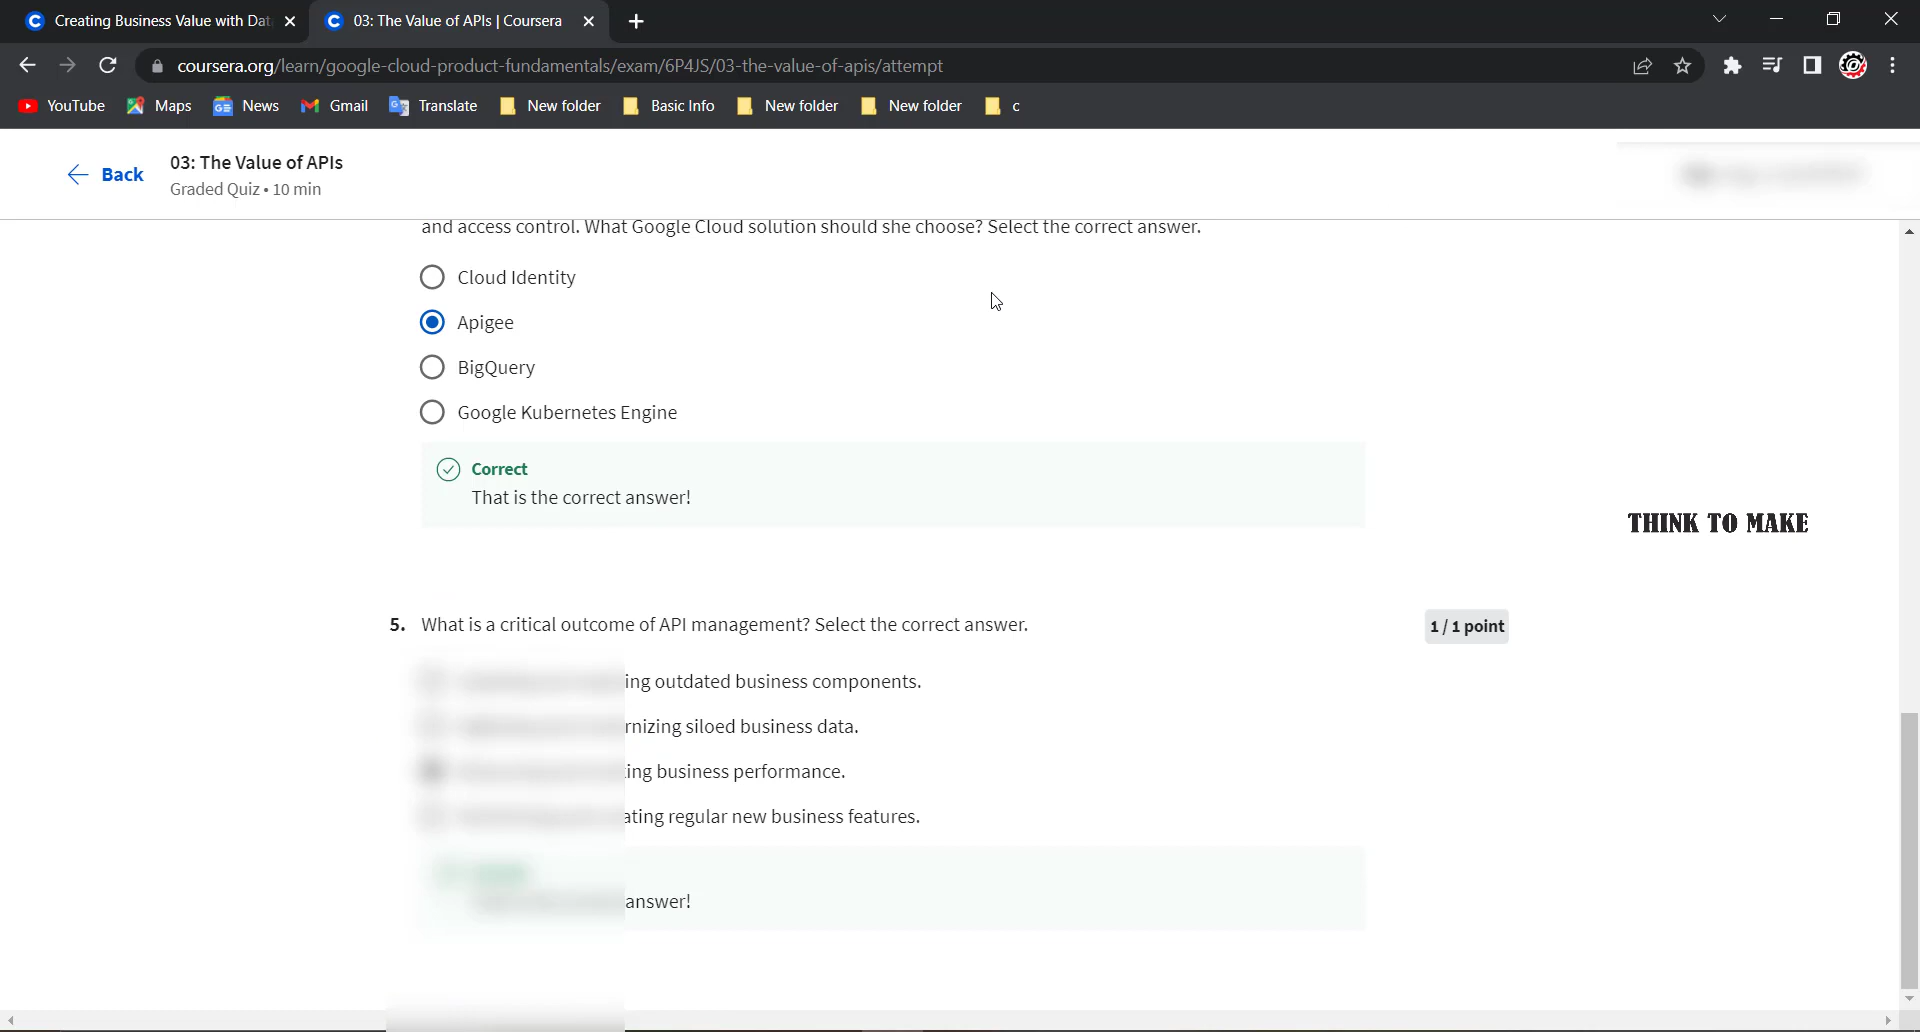 Creating Business Value with Dat
03: The Value of APIs | Coursera
coursera.org/learn/google-cloud-product-fundamentals/exam/6P4JS/03-the-value-of-apis/attempt
YouTube Maps News Gmail Translate New folder Basic Info New folder New folder c
Back
03: The Value of APIs
Graded Quiz • 10 min
and access control. What Google Cloud solution should she choose? Select the correct answer.
Cloud Identity
Apigee
BigQuery
Google Kubernetes Engine
Correct
That is the correct answer!
THINK TO MAKE
5. What is a critical outcome of API management? Select the correct answer.
1 / 1 point
ing outdated business components.
rnizing siloed business data.
ing business performance.
ating regular new business features.
answer!